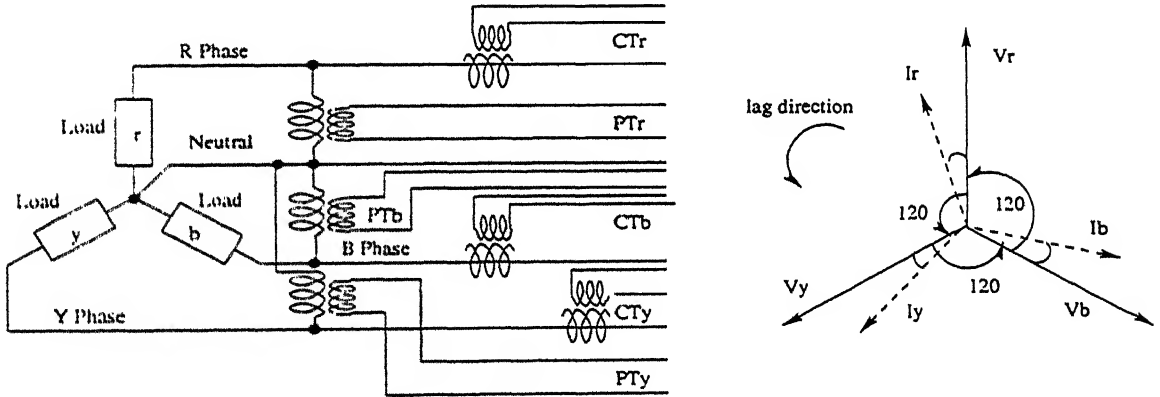 CTr
R Phase
Load
r
PTr
Neutral
Load
Load
y
b
PTb
CTb
B Phase
Y Phase
CTy
PTy
Vr
Ir
lag direction
120
120
Ib
Vy
Iy
120
Vb